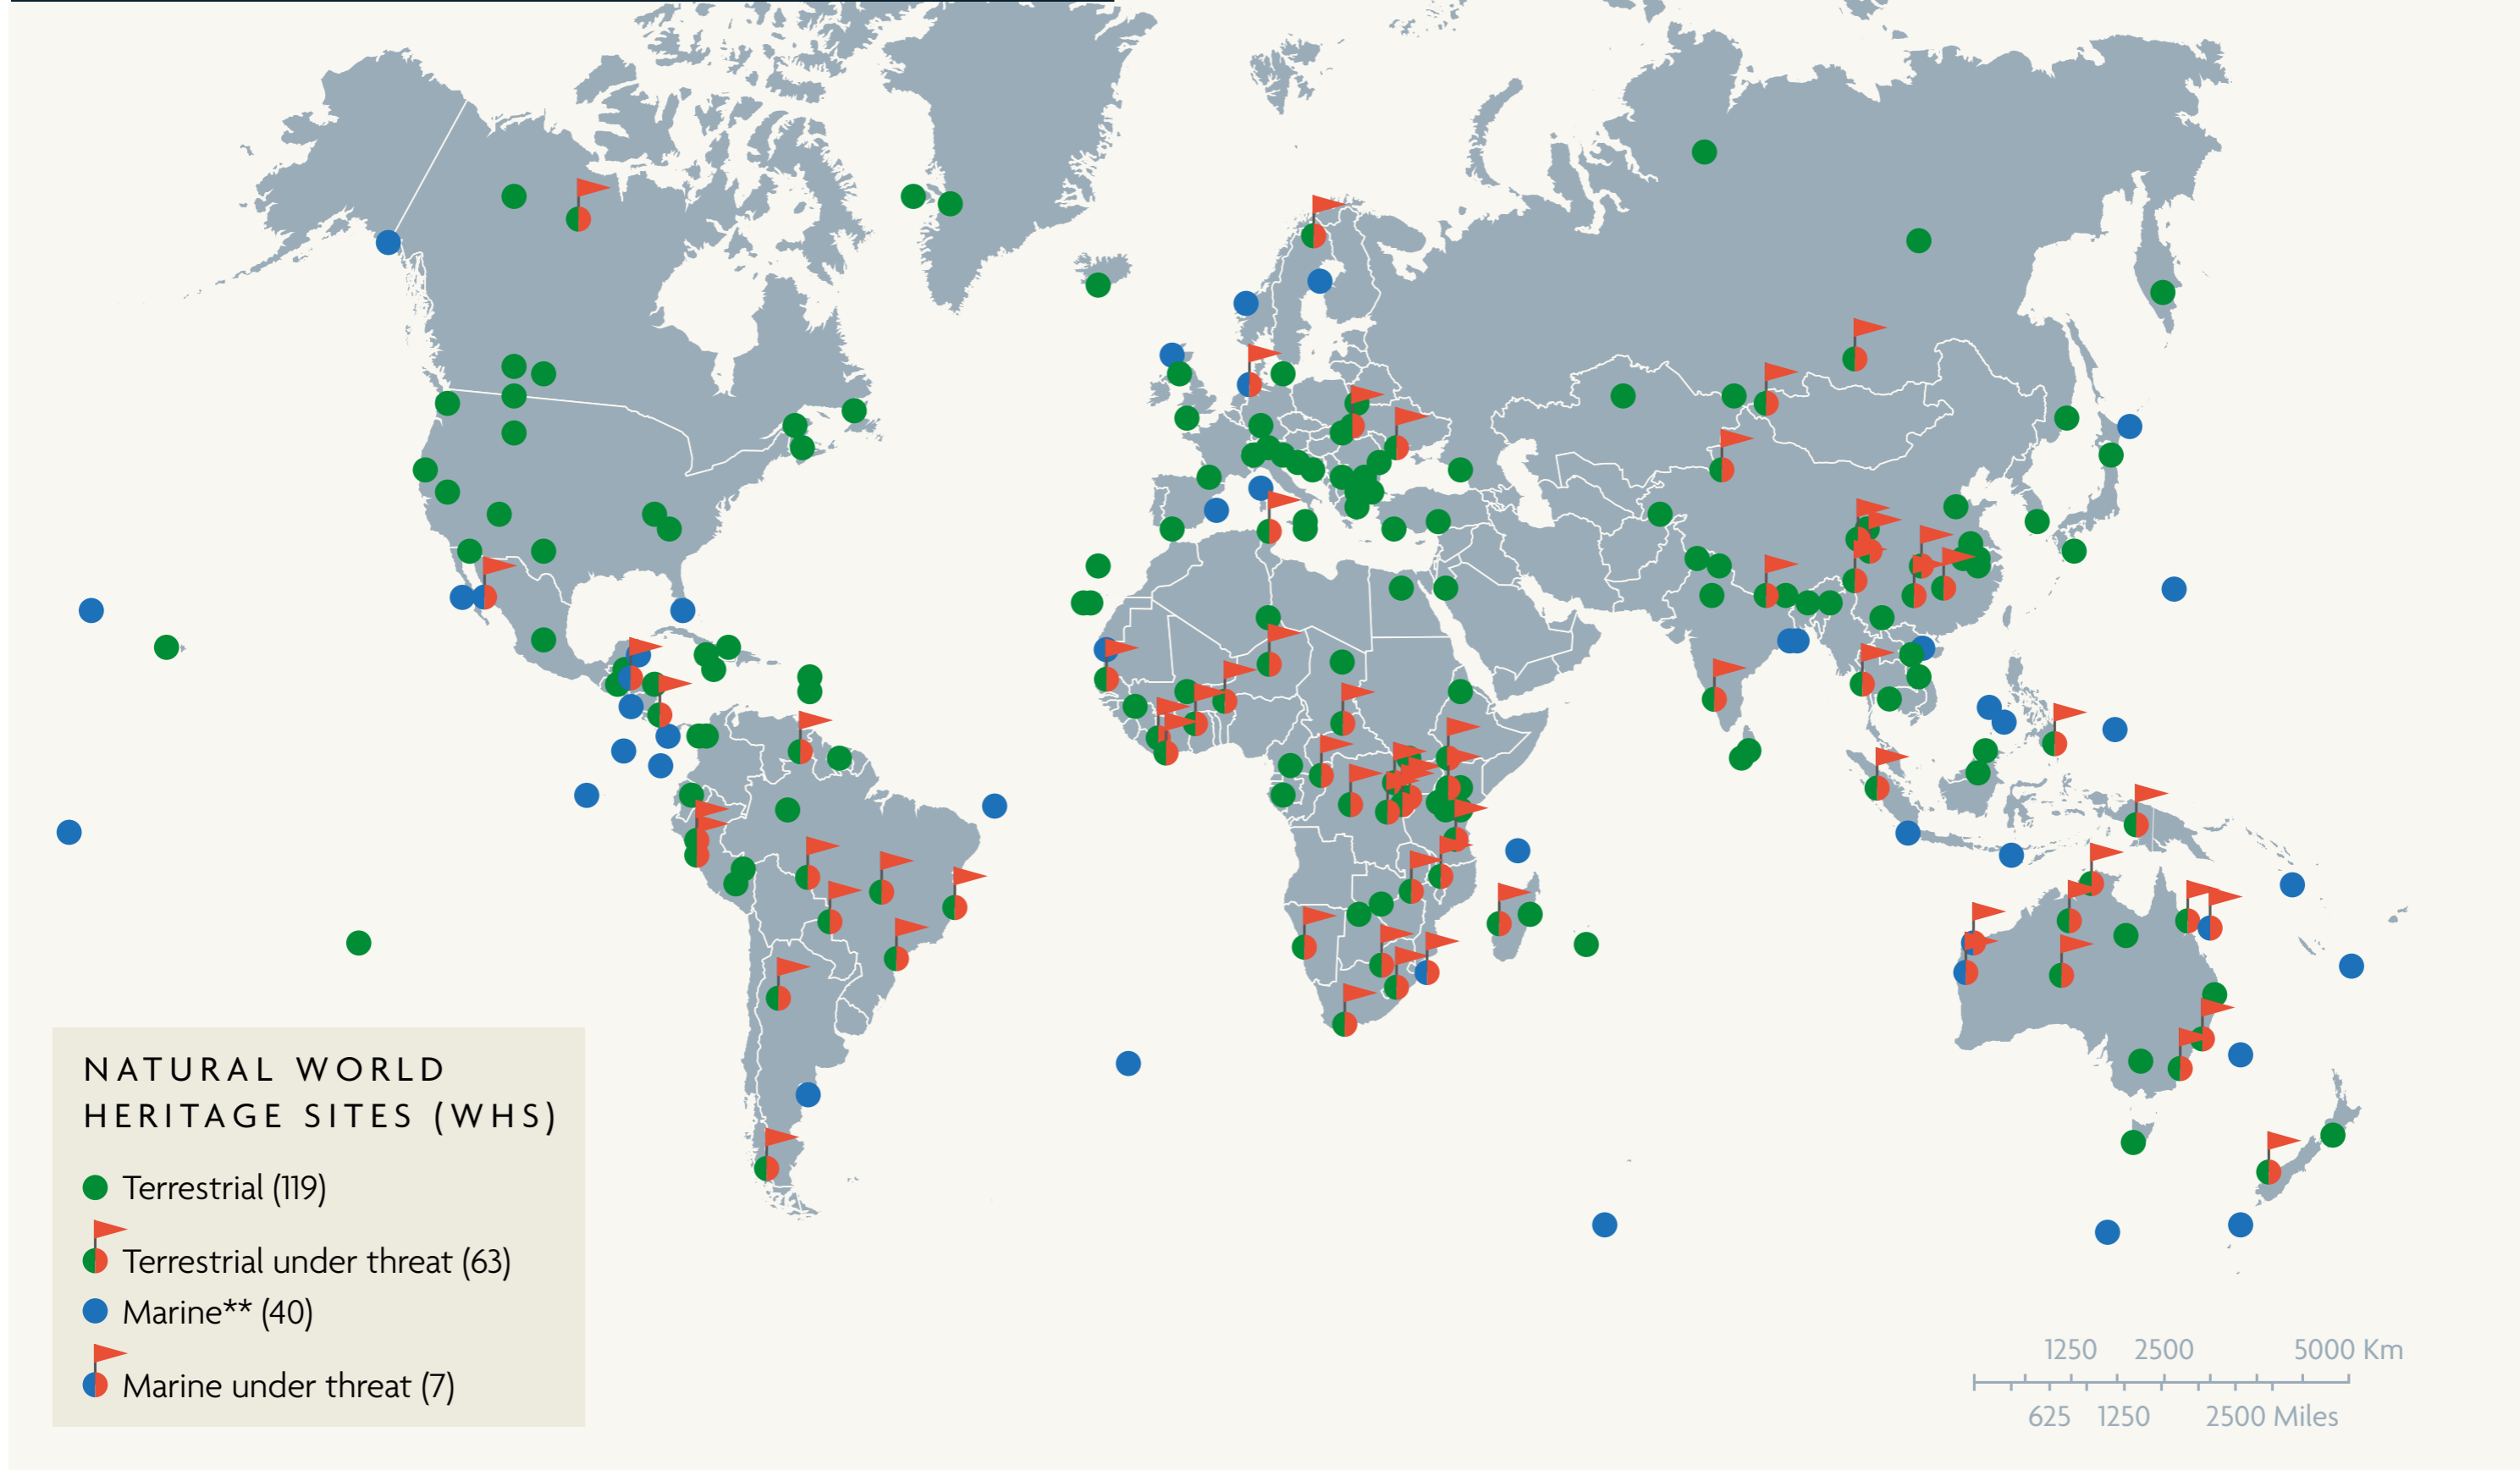 NATURAL WORLD
HERITAGE SITES (WHS)
Terrestrial (119)
Terrestrial under threat (63)
Marine** (40)
Marine under threat (7)
1250 2500 5000 Km
625 1250 2500 Miles